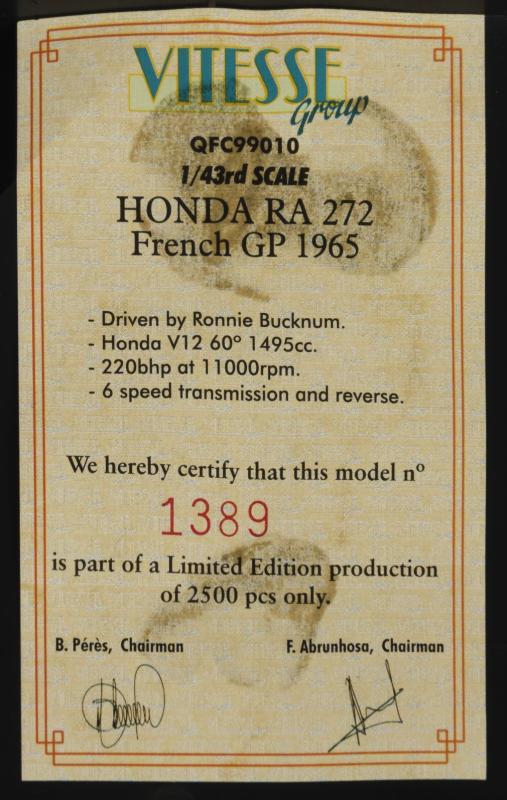 VITESSE
Group
QFC99010
1/43rd SCALE
HONDA RA 272
French GP 1965
- Driven by Ronnie Bucknum.
- Honda V12 60º 1495cc.
- 220bhp at 11000rpm.
- 6 speed transmission and reverse.
We hereby certify that this model nº
1389
is part of a Limited Edition production
of 2500 pcs only.
B. Pérès, Chairman F. Abrunhosa, Chairman